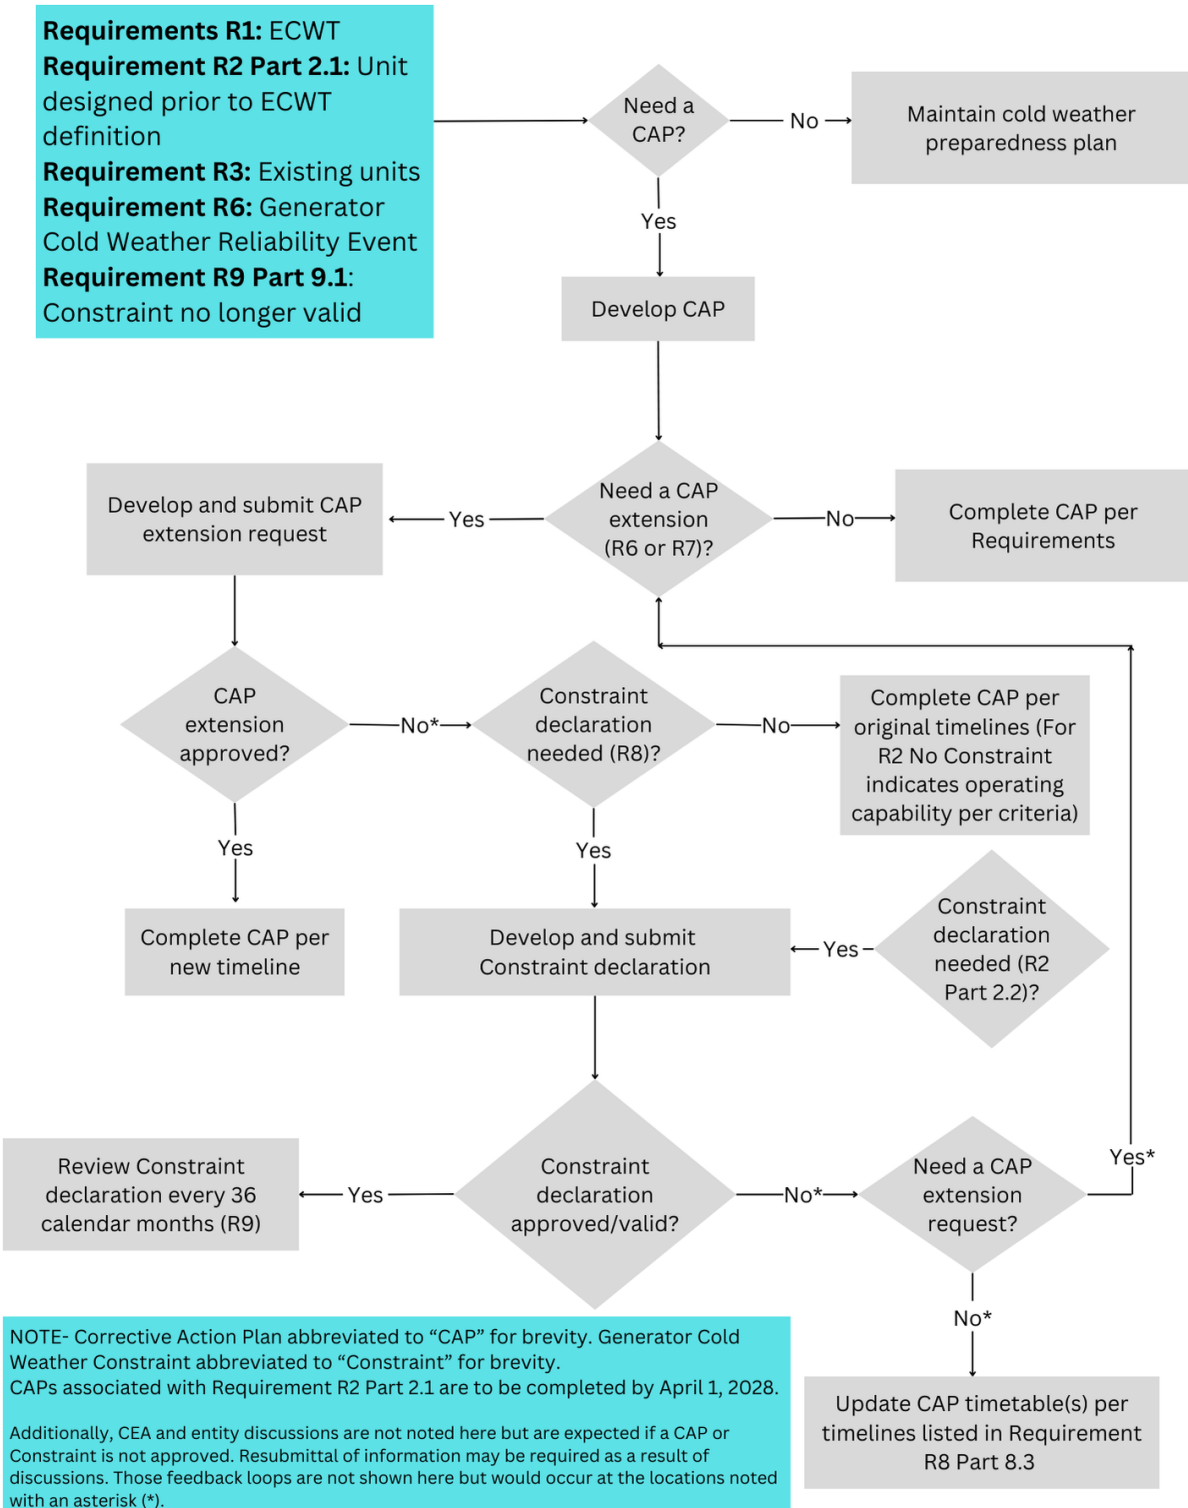 Requirements R1: ECWT
Requirement R2 Part 2.1: Unit
designed prior to ECWT
definition
Requirement R3: Existing units
Requirement R6: Generator
Cold Weather Reliability Event
Requirement R9 Part 9.1:
Constraint no longer valid
Need a
CAP?
No
Maintain cold weather
preparedness plan
Yes
Develop CAP
Need a CAP
extension
(R6 or R7)?
Yes
Develop and submit CAP
extension request
No
Complete CAP per
Requirements
CAP
extension
approved?
No*
Constraint
declaration
needed (R8)?
No
Complete CAP per
original timelines (For
R2 No Constraint
indicates operating
capability per criteria)
Yes
Complete CAP per
new timeline
Yes
Develop and submit
Constraint declaration
Yes
Constraint
declaration
needed (R2
Part 2.2)?
Constraint
declaration
approved/valid?
Yes
Review Constraint
declaration every 36
calendar months (R9)
No*
Need a CAP
extension
request?
Yes*
No*
Update CAP timetable(s) per
timelines listed in Requirement
R8 Part 8.3
NOTE- Corrective Action Plan abbreviated to “CAP” for brevity. Generator Cold
Weather Constraint abbreviated to “Constraint” for brevity.
CAPs associated with Requirement R2 Part 2.1 are to be completed by April 1, 2028.
Additionally, CEA and entity discussions are not noted here but are expected if a CAP or
Constraint is not approved. Resubmittal of information may be required as a result of
discussions. Those feedback loops are not shown here but would occur at the locations noted
with an asterisk (*).